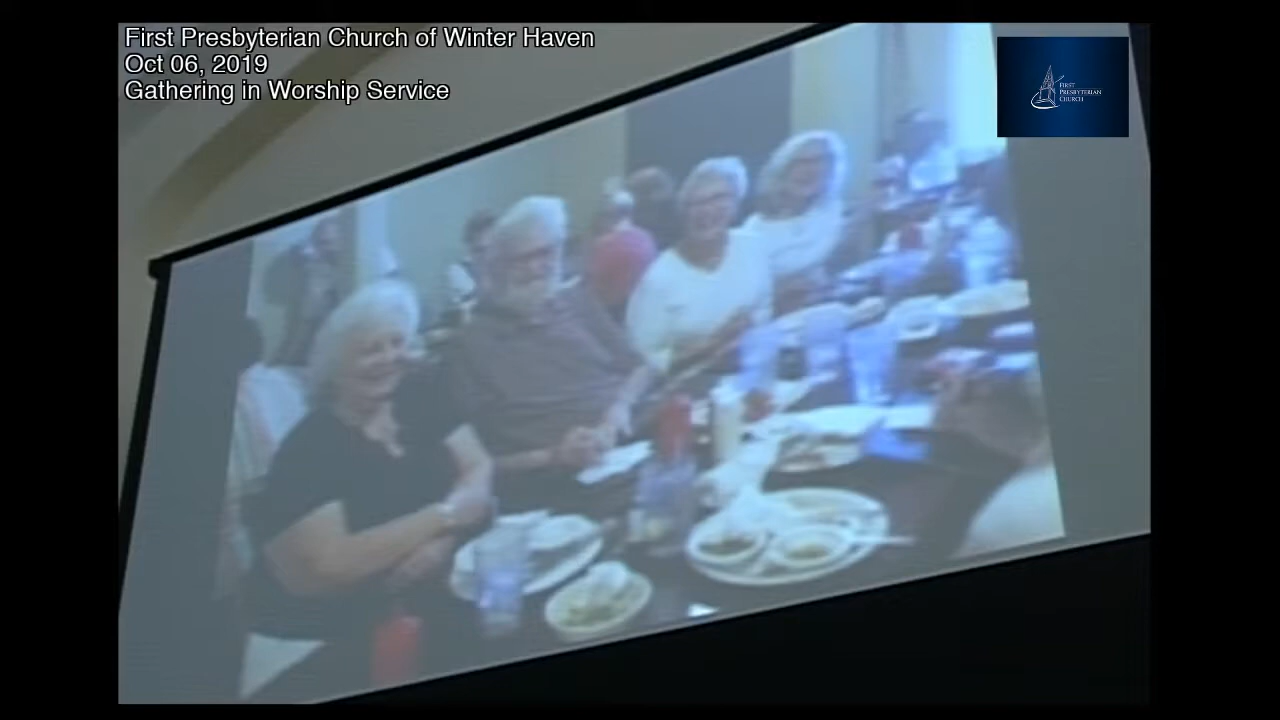 First Presbyterian Church of Winter Haven
Oct 06, 2019
Gathering in Worship Service
FIRST
PRESBYTERIAN
CHURCH